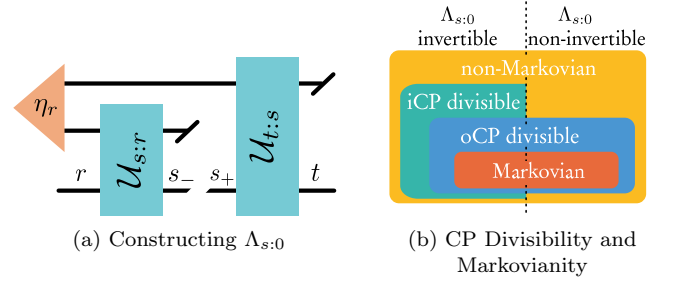 η_r
𝒰_{s:r}
𝒰_{t:s}
r
s_−
s_+
t
(a) Constructing Λ_{s:0}
Λ_{s:0}
invertible
Λ_{s:0}
non-invertible
non-Markovian
iCP divisible
oCP divisible
Markovian
(b) CP Divisibility and
Markovianity